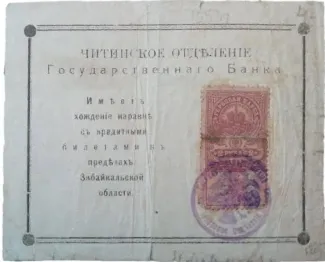 ЧИТИНСКОЕ ОТДѢЛЕНІЕ
Государственнаго Банка
Имѣетъ
хожденіе наравнѣ
съ кредитными
билетами въ
предѣлахъ
Забайкальской
области.